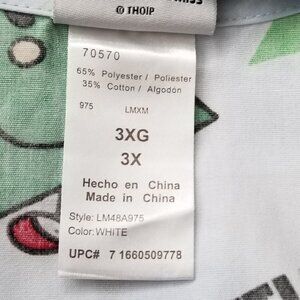 © THOIP
70570
65% Polyester / Poliester
35% Cotton / Algodón
975 LMXM
3XG
3X
Hecho en China
Made in China
Style: LM48A975
Color: WHITE
UPC# 7 1660509778